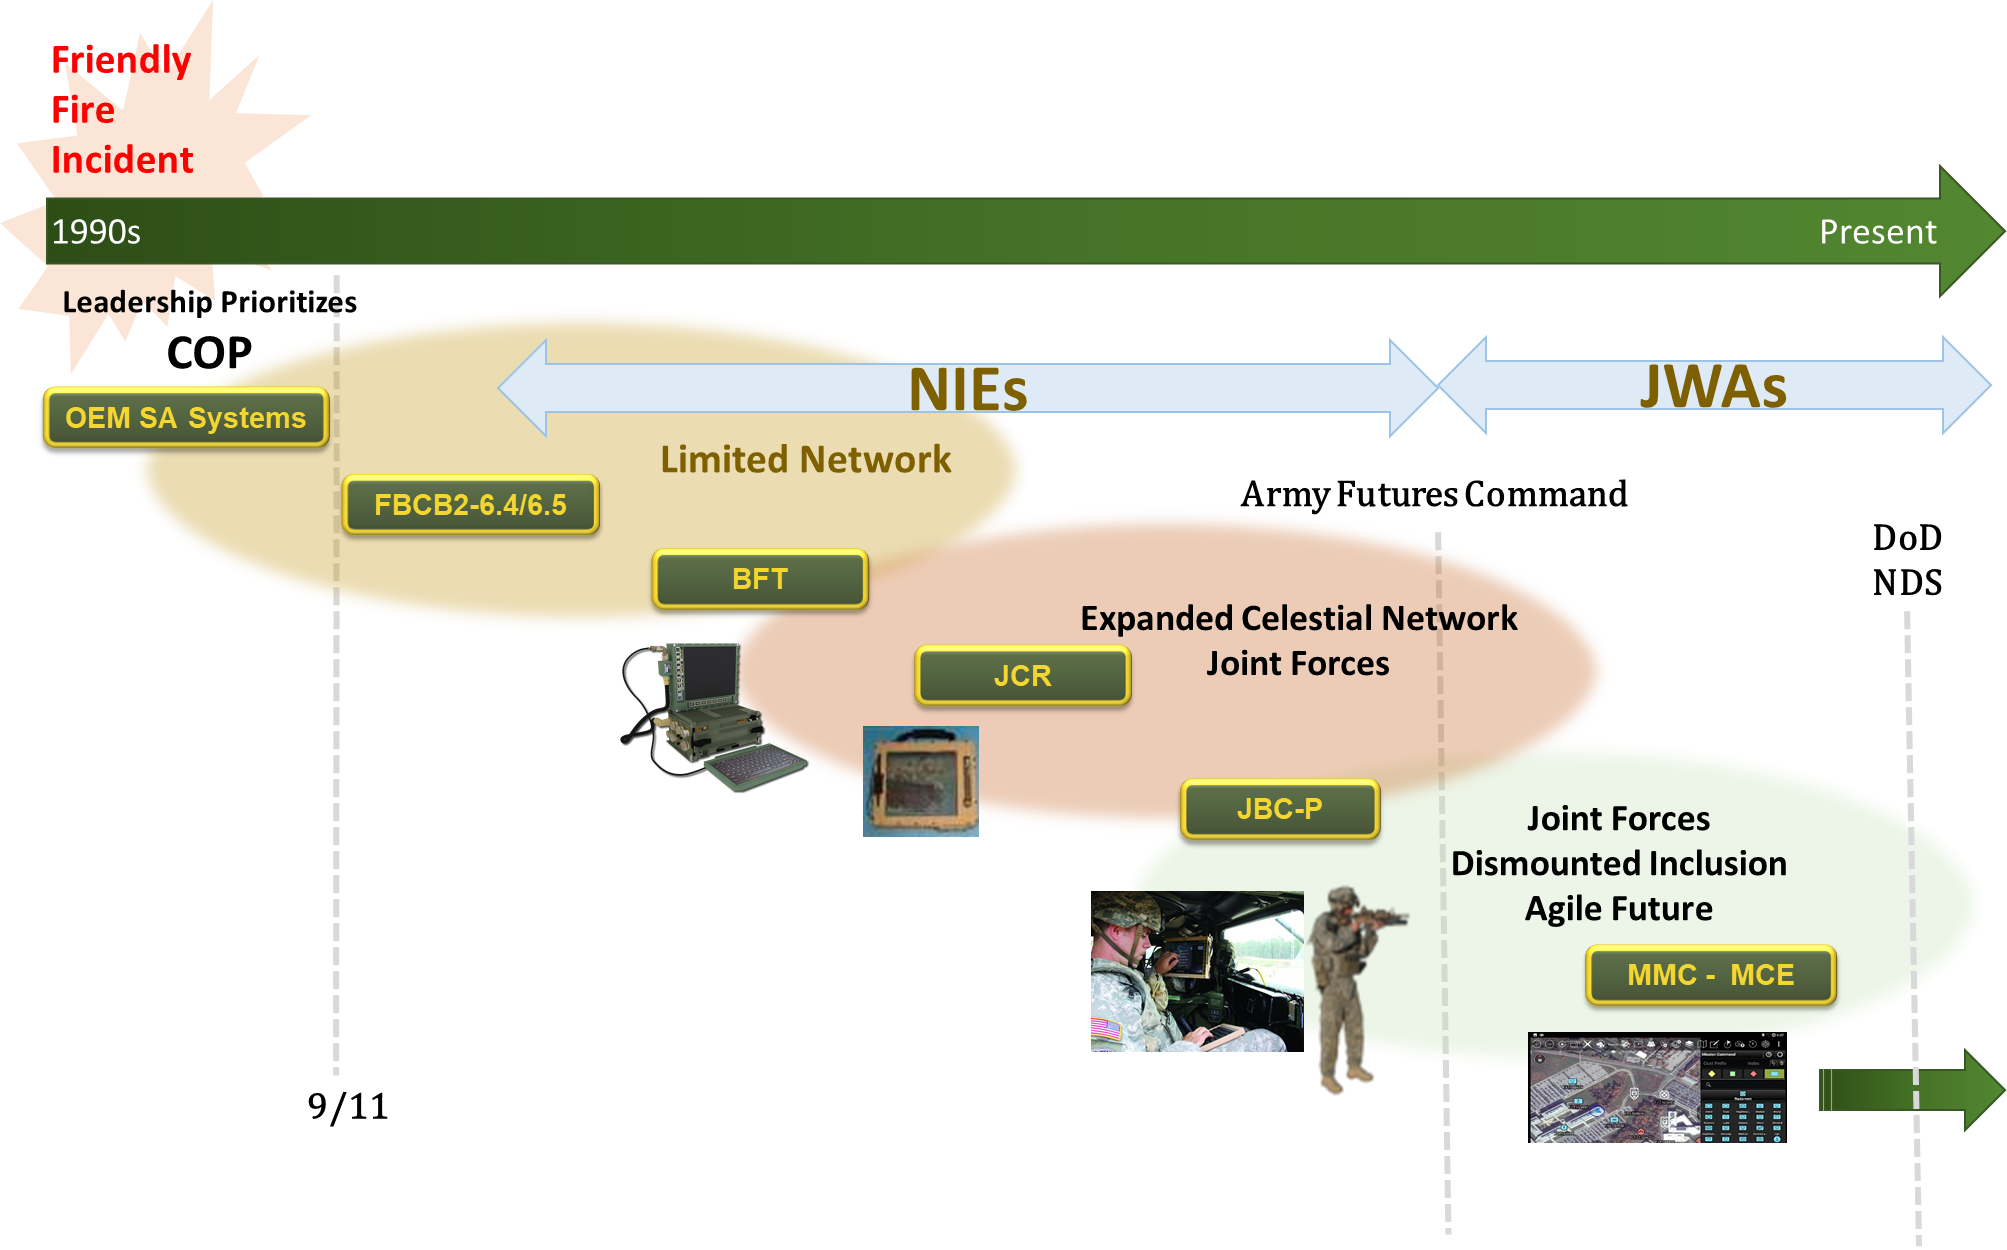 Friendly
Fire
Incident
1990s
Present
Leadership Prioritizes
COP
NIEs
JWAs
OEM SA Systems
Limited Network
FBCB2-6.4/6.5
Army Futures Command
DoD
NDS
BFT
Expanded Celestial Network
Joint Forces
JCR
JBC-P
Joint Forces
Dismounted Inclusion
Agile Future
MMC - MCE
Mission Command
9/11